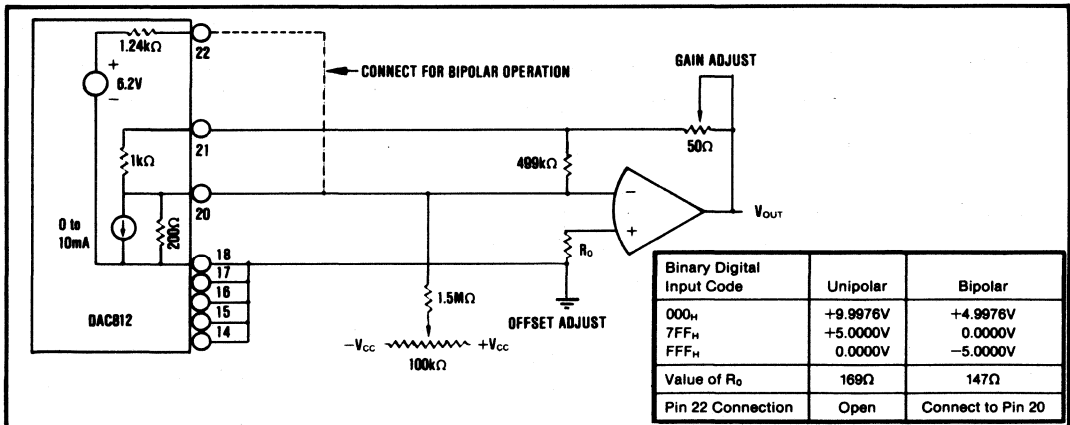 1.24kΩ
22
+
6.2V
−
CONNECT FOR BIPOLAR OPERATION
GAIN ADJUST
21
1kΩ
50Ω
499kΩ
20
−
+
VOUT
0 to
10mA
200Ω
R₀
18
17
16
15
14
DAC812
1.5MΩ
OFFSET ADJUST
−VCC
+VCC
100kΩ
Binary Digital
Input Code Unipolar Bipolar
000H +9.9976V +4.9976V
7FFH +5.0000V 0.0000V
FFFH 0.0000V −5.0000V
Value of R₀ 169Ω 147Ω
Pin 22 Connection Open Connect to Pin 20